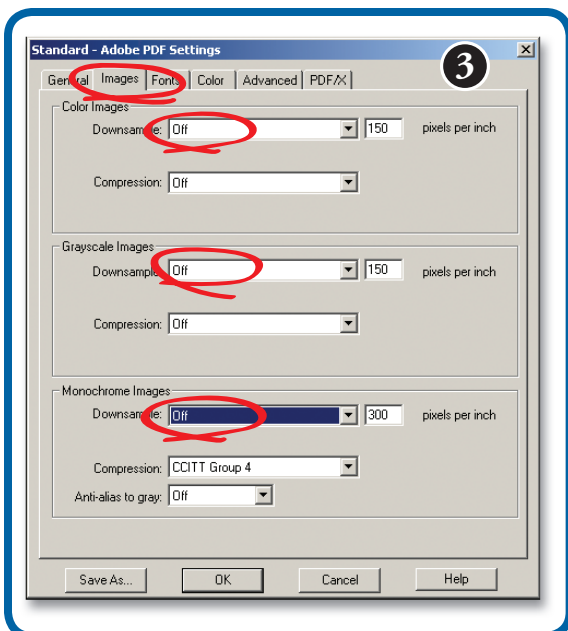 Standard - Adobe PDF Settings
3
General Images Fonts Color Advanced PDF/X
Color Images
Downsample: Off 150 pixels per inch
Compression: Off
Grayscale Images
Downsample: Off 150 pixels per inch
Compression: Off
Monochrome Images
Downsample: Off 300 pixels per inch
Compression: CCITT Group 4
Anti-alias to gray: Off
Save As... OK Cancel Help